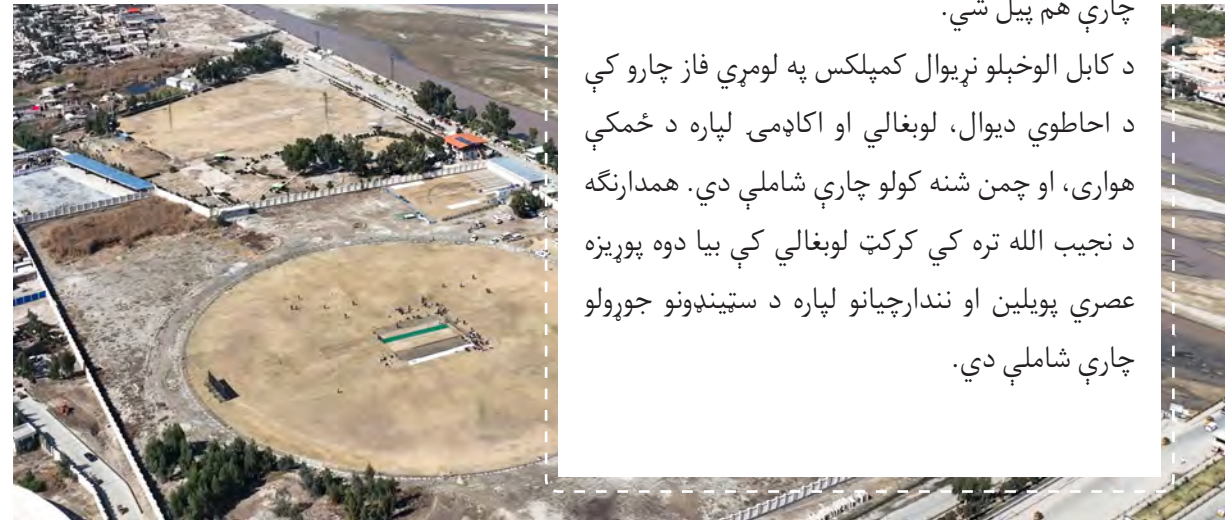 چارې هم پیل شي.
د کابل الوخېلو نړیوال کمپلکس په لومړي فاز چارو کې
د احاطوي دیوال، لوبغالي او اکاډمۍ لپاره د ځمکې
هواری، او چمن شنه کولو چارې شاملې دي. همدارنګه
د نجیب الله تره کي کرکټ لوبغالي کې بیا دوه پوړیزه
عصري پویلین او نندارچیانو لپاره د سټینډونو جوړولو
چارې شاملې دي.